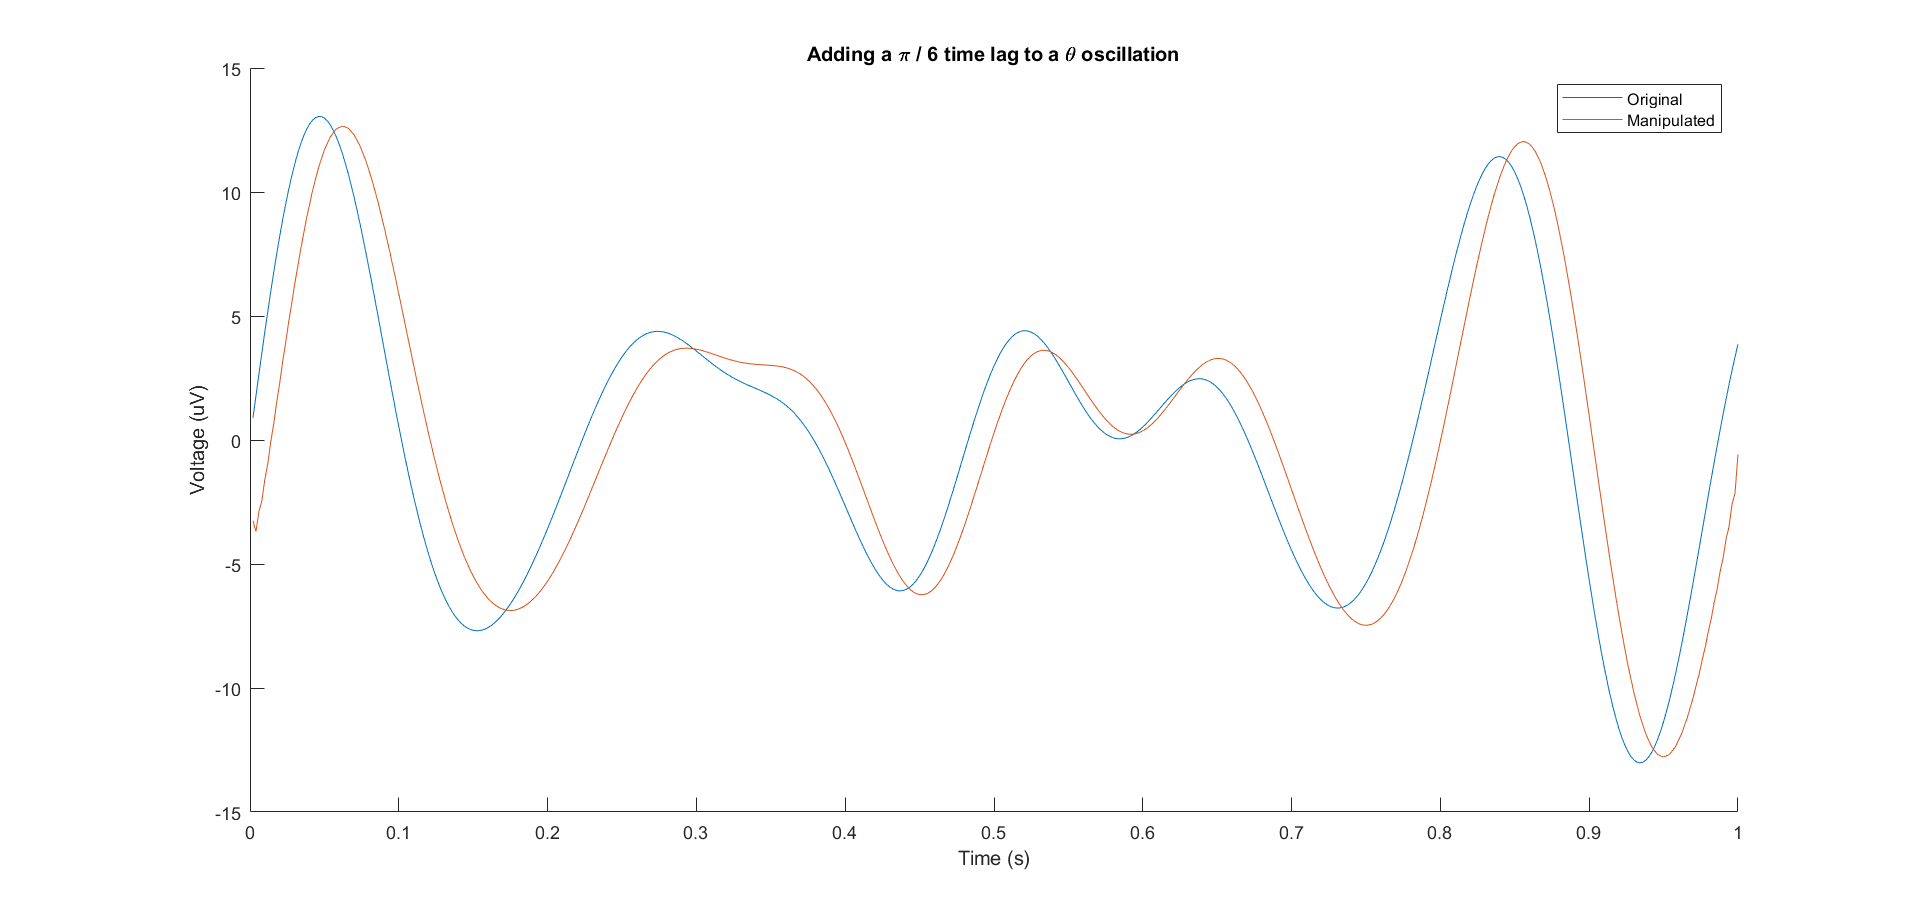 Adding a π / 6 time lag to a θ oscillation
Original
Manipulated
15
10
5
0
-5
-10
-15
Voltage (uV)
0 0.1 0.2 0.3 0.4 0.5 0.6 0.7 0.8 0.9 1
Time (s)